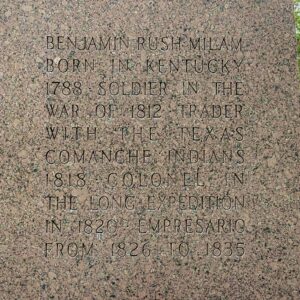 BENJAMIN RUSH MILAM
BORN IN KENTUCKY
1788 SOLDIER IN THE
WAR OF 1812 TRADER
WITH THE TEXAS
COMANCHE INDIANS
1818 COLONEL IN
THE LONG EXPEDITION
IN 1820 EMPRESARIO
FROM 1826 TO 1835